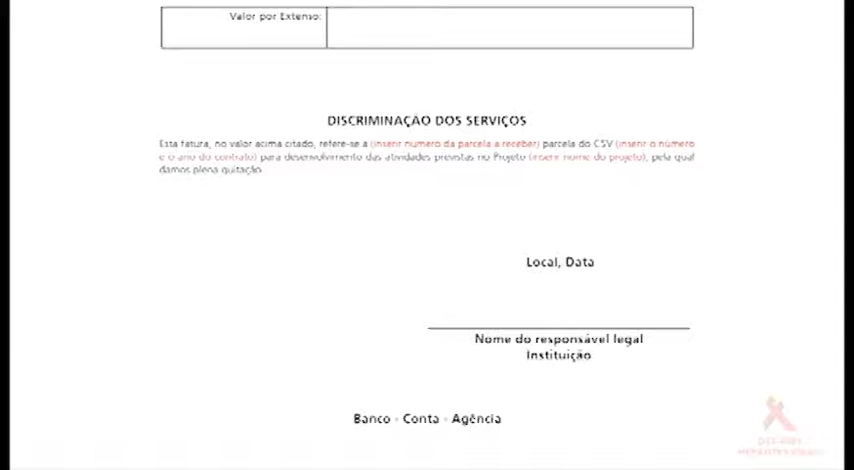 Valor por Extenso:
DISCRIMINAÇÃO DOS SERVIÇOS
Esta fatura, no valor acima citado, refere-se a (inserir numero da parcela a receber) parcela do CSV (inserir o número
e o ano do contrato) para desenvolvimento das atividades previstas no Projeto (inserir nome do projeto), pela qual
damos plena quitação.
Local, Data
Nome do responsável legal
Instituição
Banco - Conta - Agência